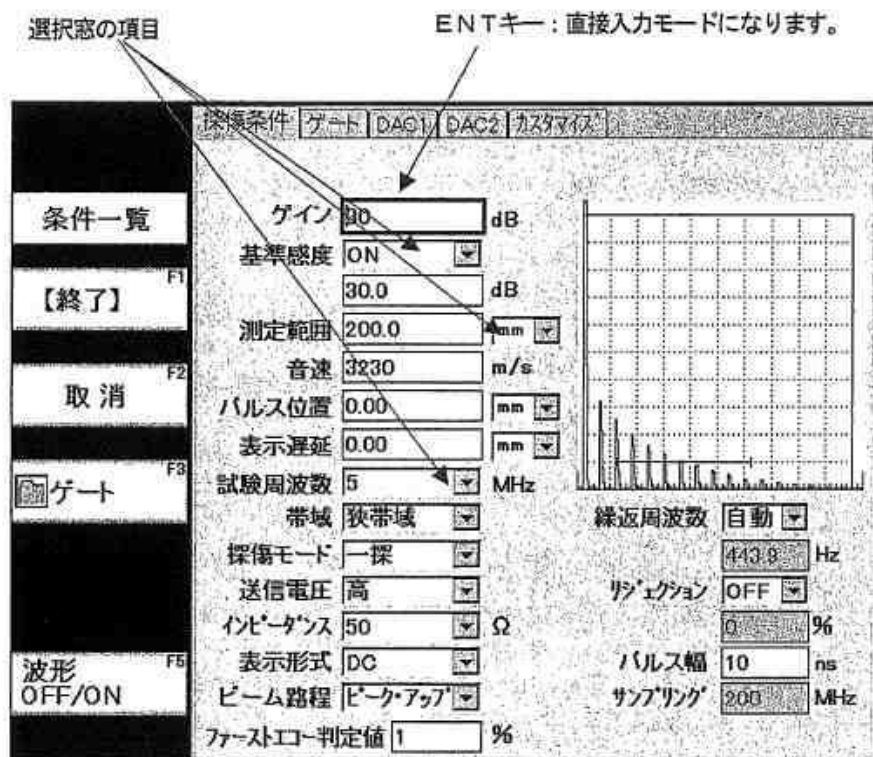 選択窓の項目
ENTキー：直接入力モードになります。
探傷条件 ゲート DAC1 DAC2 カスタマイズ
条件一覧
F1
【終了】
F2
取 消
F3
ゲート
F5
波形
OFF/ON
ゲイン 90 dB
基準感度 ON
30.0 dB
測定範囲 200.0 mm
音速 3230 m/s
パルス位置 0.00 mm
表示遅延 0.00 mm
試験周波数 5 MHz
帯域 狭帯域
探傷モード 一探
送信電圧 高
インピーダンス 50 Ω
表示形式 DC
ビーム路程 ピーク・アップ
ファーストエコー判定値 1 %
繰返周波数 自動
443.9 Hz
リジェクション OFF
0 %
パルス幅 10 ns
サンプリング 200 MHz